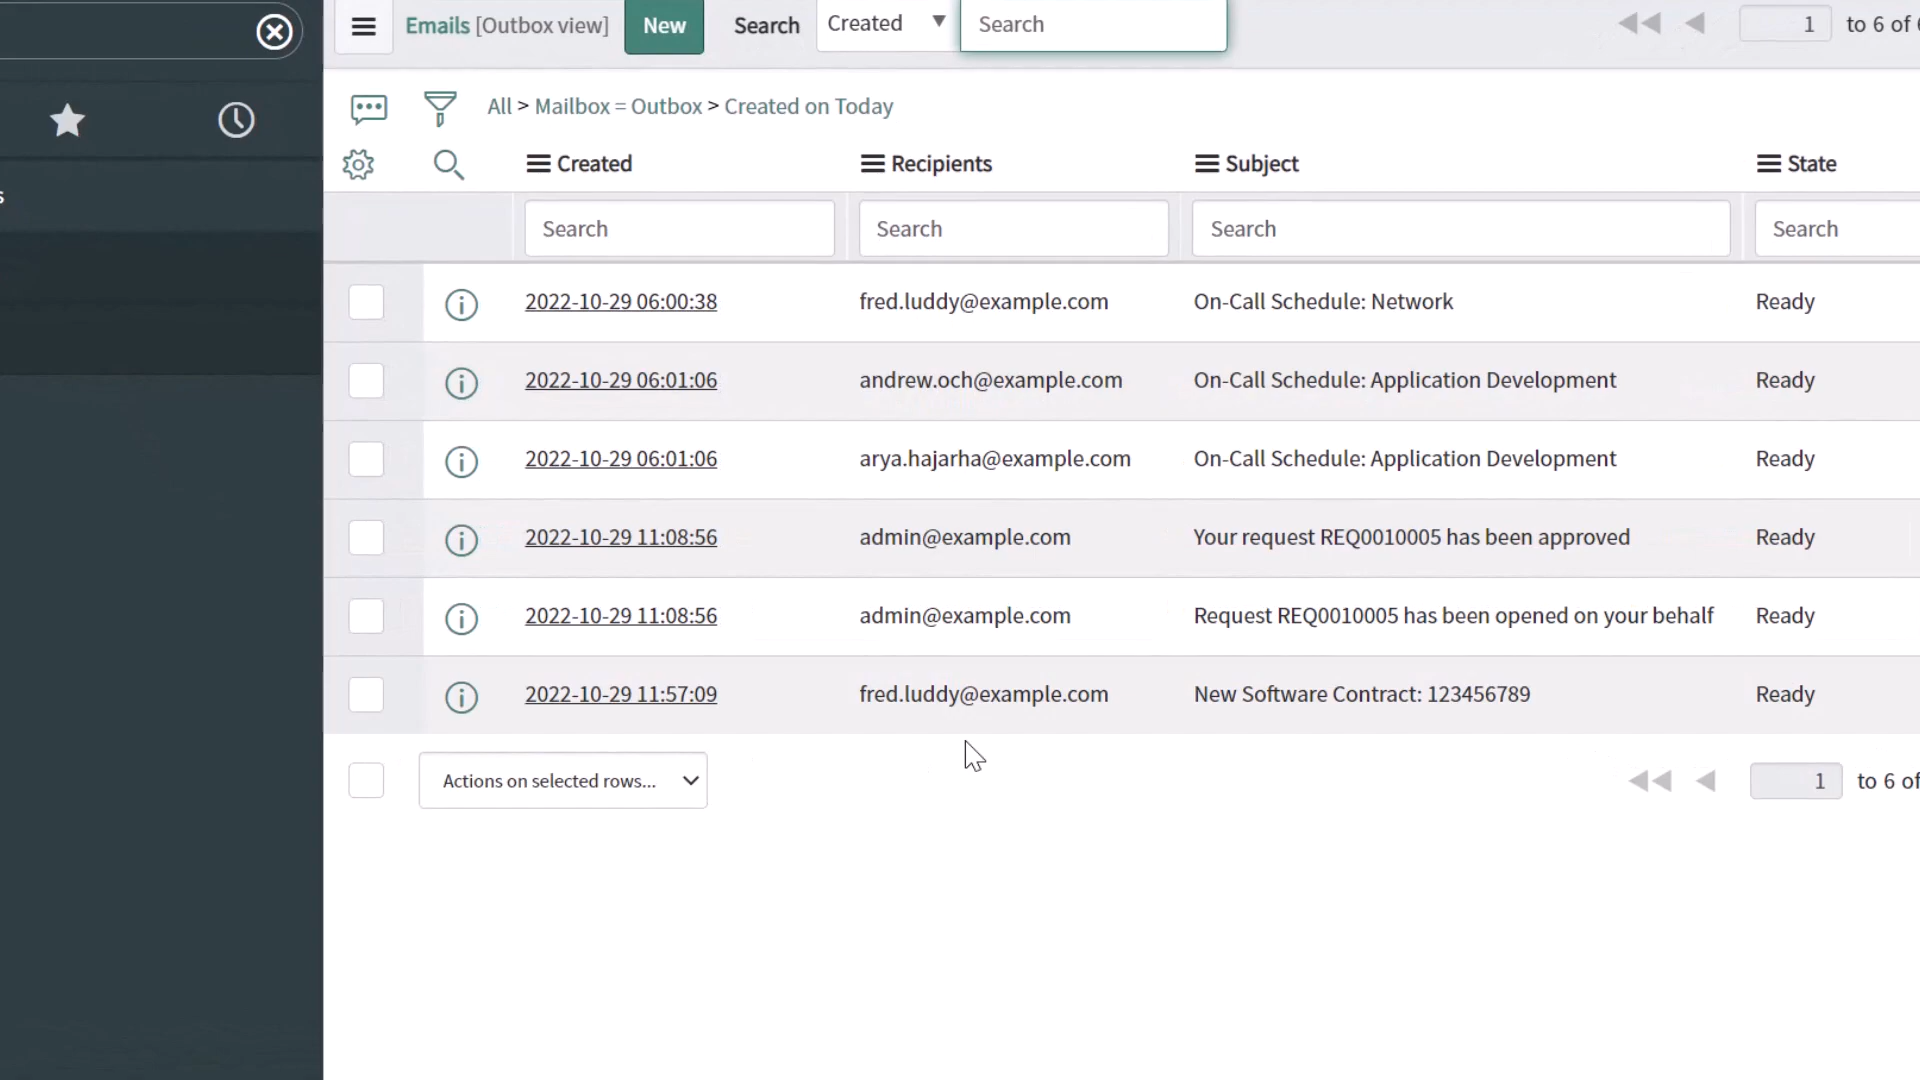 Emails [Outbox view] New Search Created Search 1 to 6 of
All > Mailbox = Outbox > Created on Today
Created Recipients Subject State
s
Search Search Search Search
2022-10-29 06:00:38 fred.luddy@example.com On-Call Schedule: Network Ready
2022-10-29 06:01:06 andrew.och@example.com On-Call Schedule: Application Development Ready
2022-10-29 06:01:06 arya.hajarha@example.com On-Call Schedule: Application Development Ready
2022-10-29 11:08:56 admin@example.com Your request REQ0010005 has been approved Ready
2022-10-29 11:08:56 admin@example.com Request REQ0010005 has been opened on your behalf Ready
2022-10-29 11:57:09 fred.luddy@example.com New Software Contract: 123456789 Ready
Actions on selected rows... 1 to 6 of